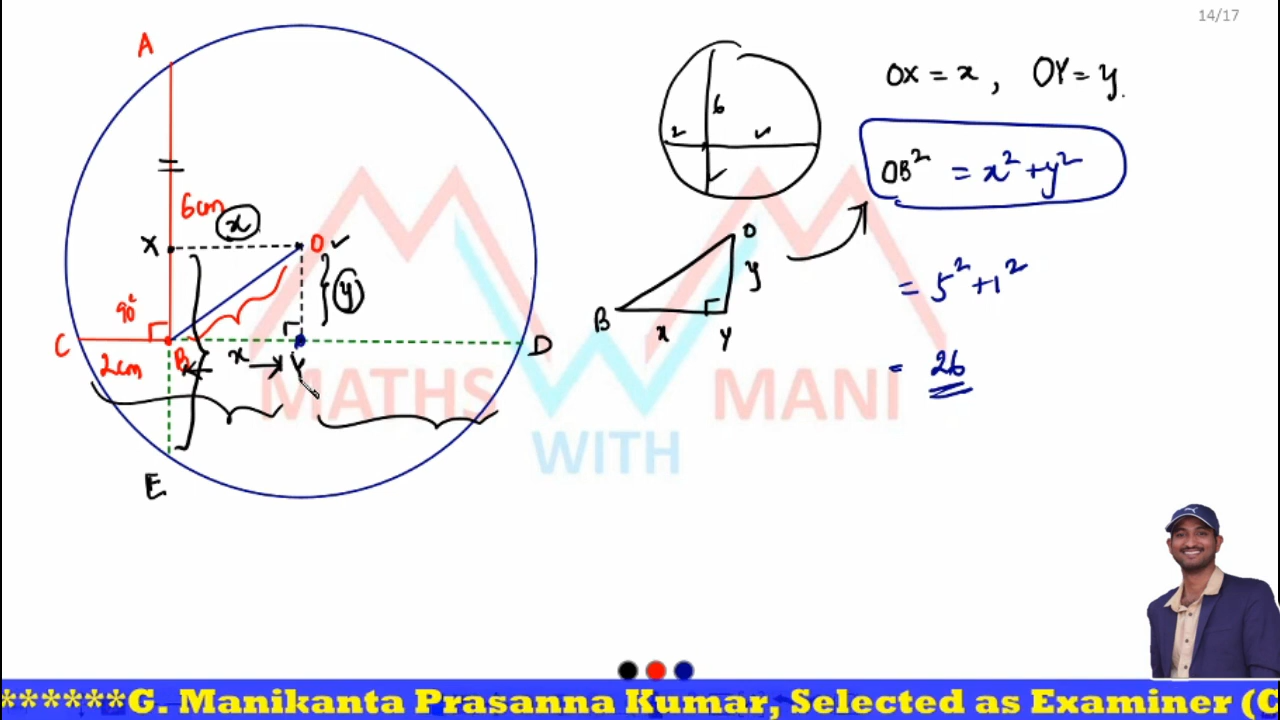 14/17
A
6cm
x
X
O
y
90°
C
B
D
2cm
x
Y
E
6
2
O
y
B
x
Y
OX = x, OY = y.
OB² = x² + y²
= 5² + 1²
= 26
MATHS
WITH
MANI
******G. Manikanta Prasanna Kumar, Selected as Examiner (C